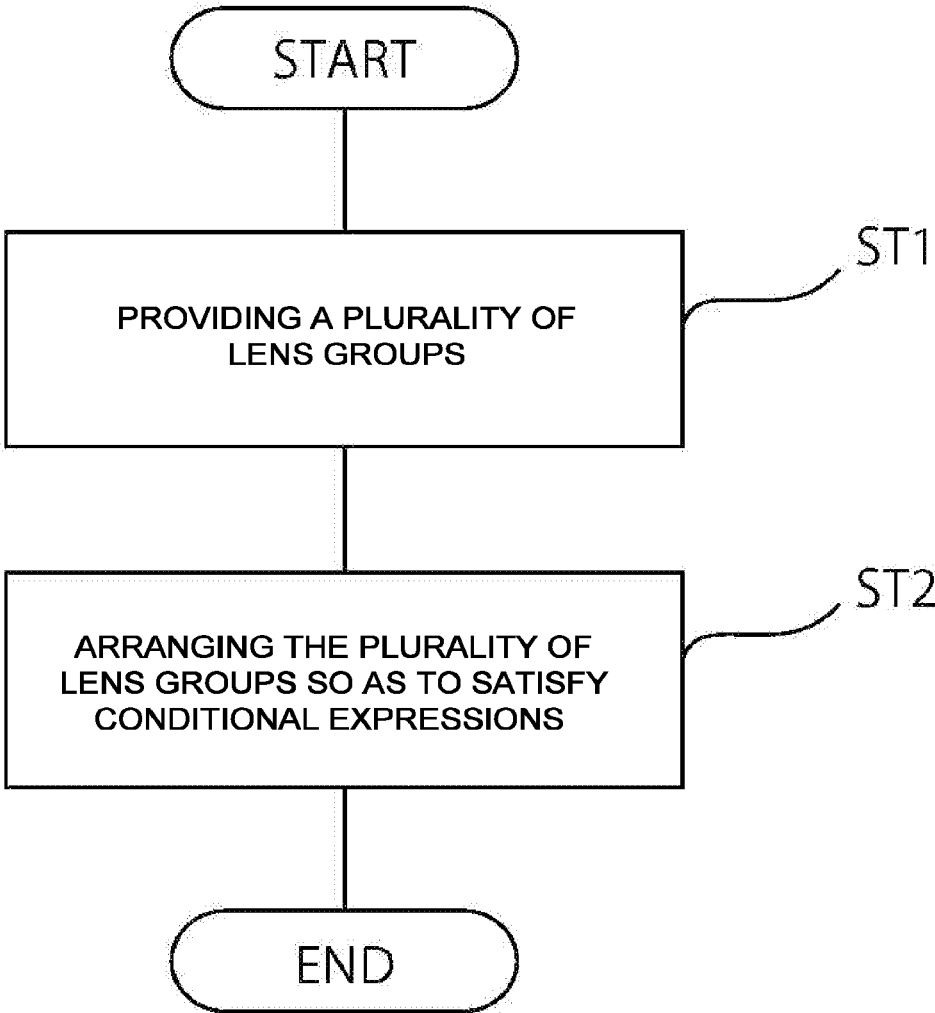 START
ST1
PROVIDING A PLURALITY OF
LENS GROUPS
ST2
ARRANGING THE PLURALITY OF
LENS GROUPS SO AS TO SATISFY
CONDITIONAL EXPRESSIONS
END